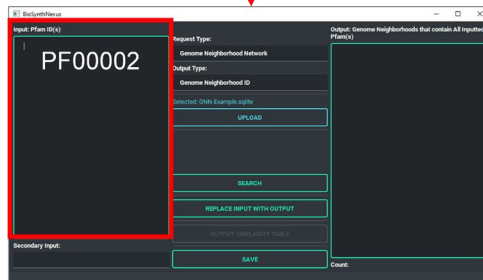 BioSynthNexus
Input: Pfam ID(s)
PF00002
Secondary Input:
Request Type:
Genome Neighborhood Network
Output Type:
Genome Neighborhood ID
Selected: GNN-Example.sqlite
UPLOAD
SEARCH
REPLACE INPUT WITH OUTPUT
OUTPUT SIMILARITY TABLE
SAVE
Output: Genome Neighborhoods that contain All Inputted
Pfam(s)
Count: